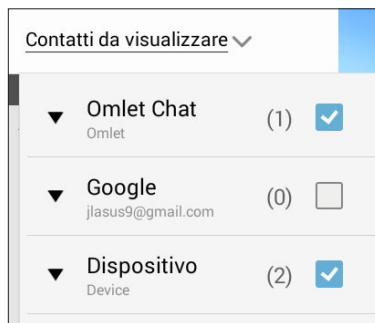 Contatti da visualizzare
Omlet Chat (1)
Omlet
Google (0)
jlasus9@gmail.com
Dispositivo (2)
Device